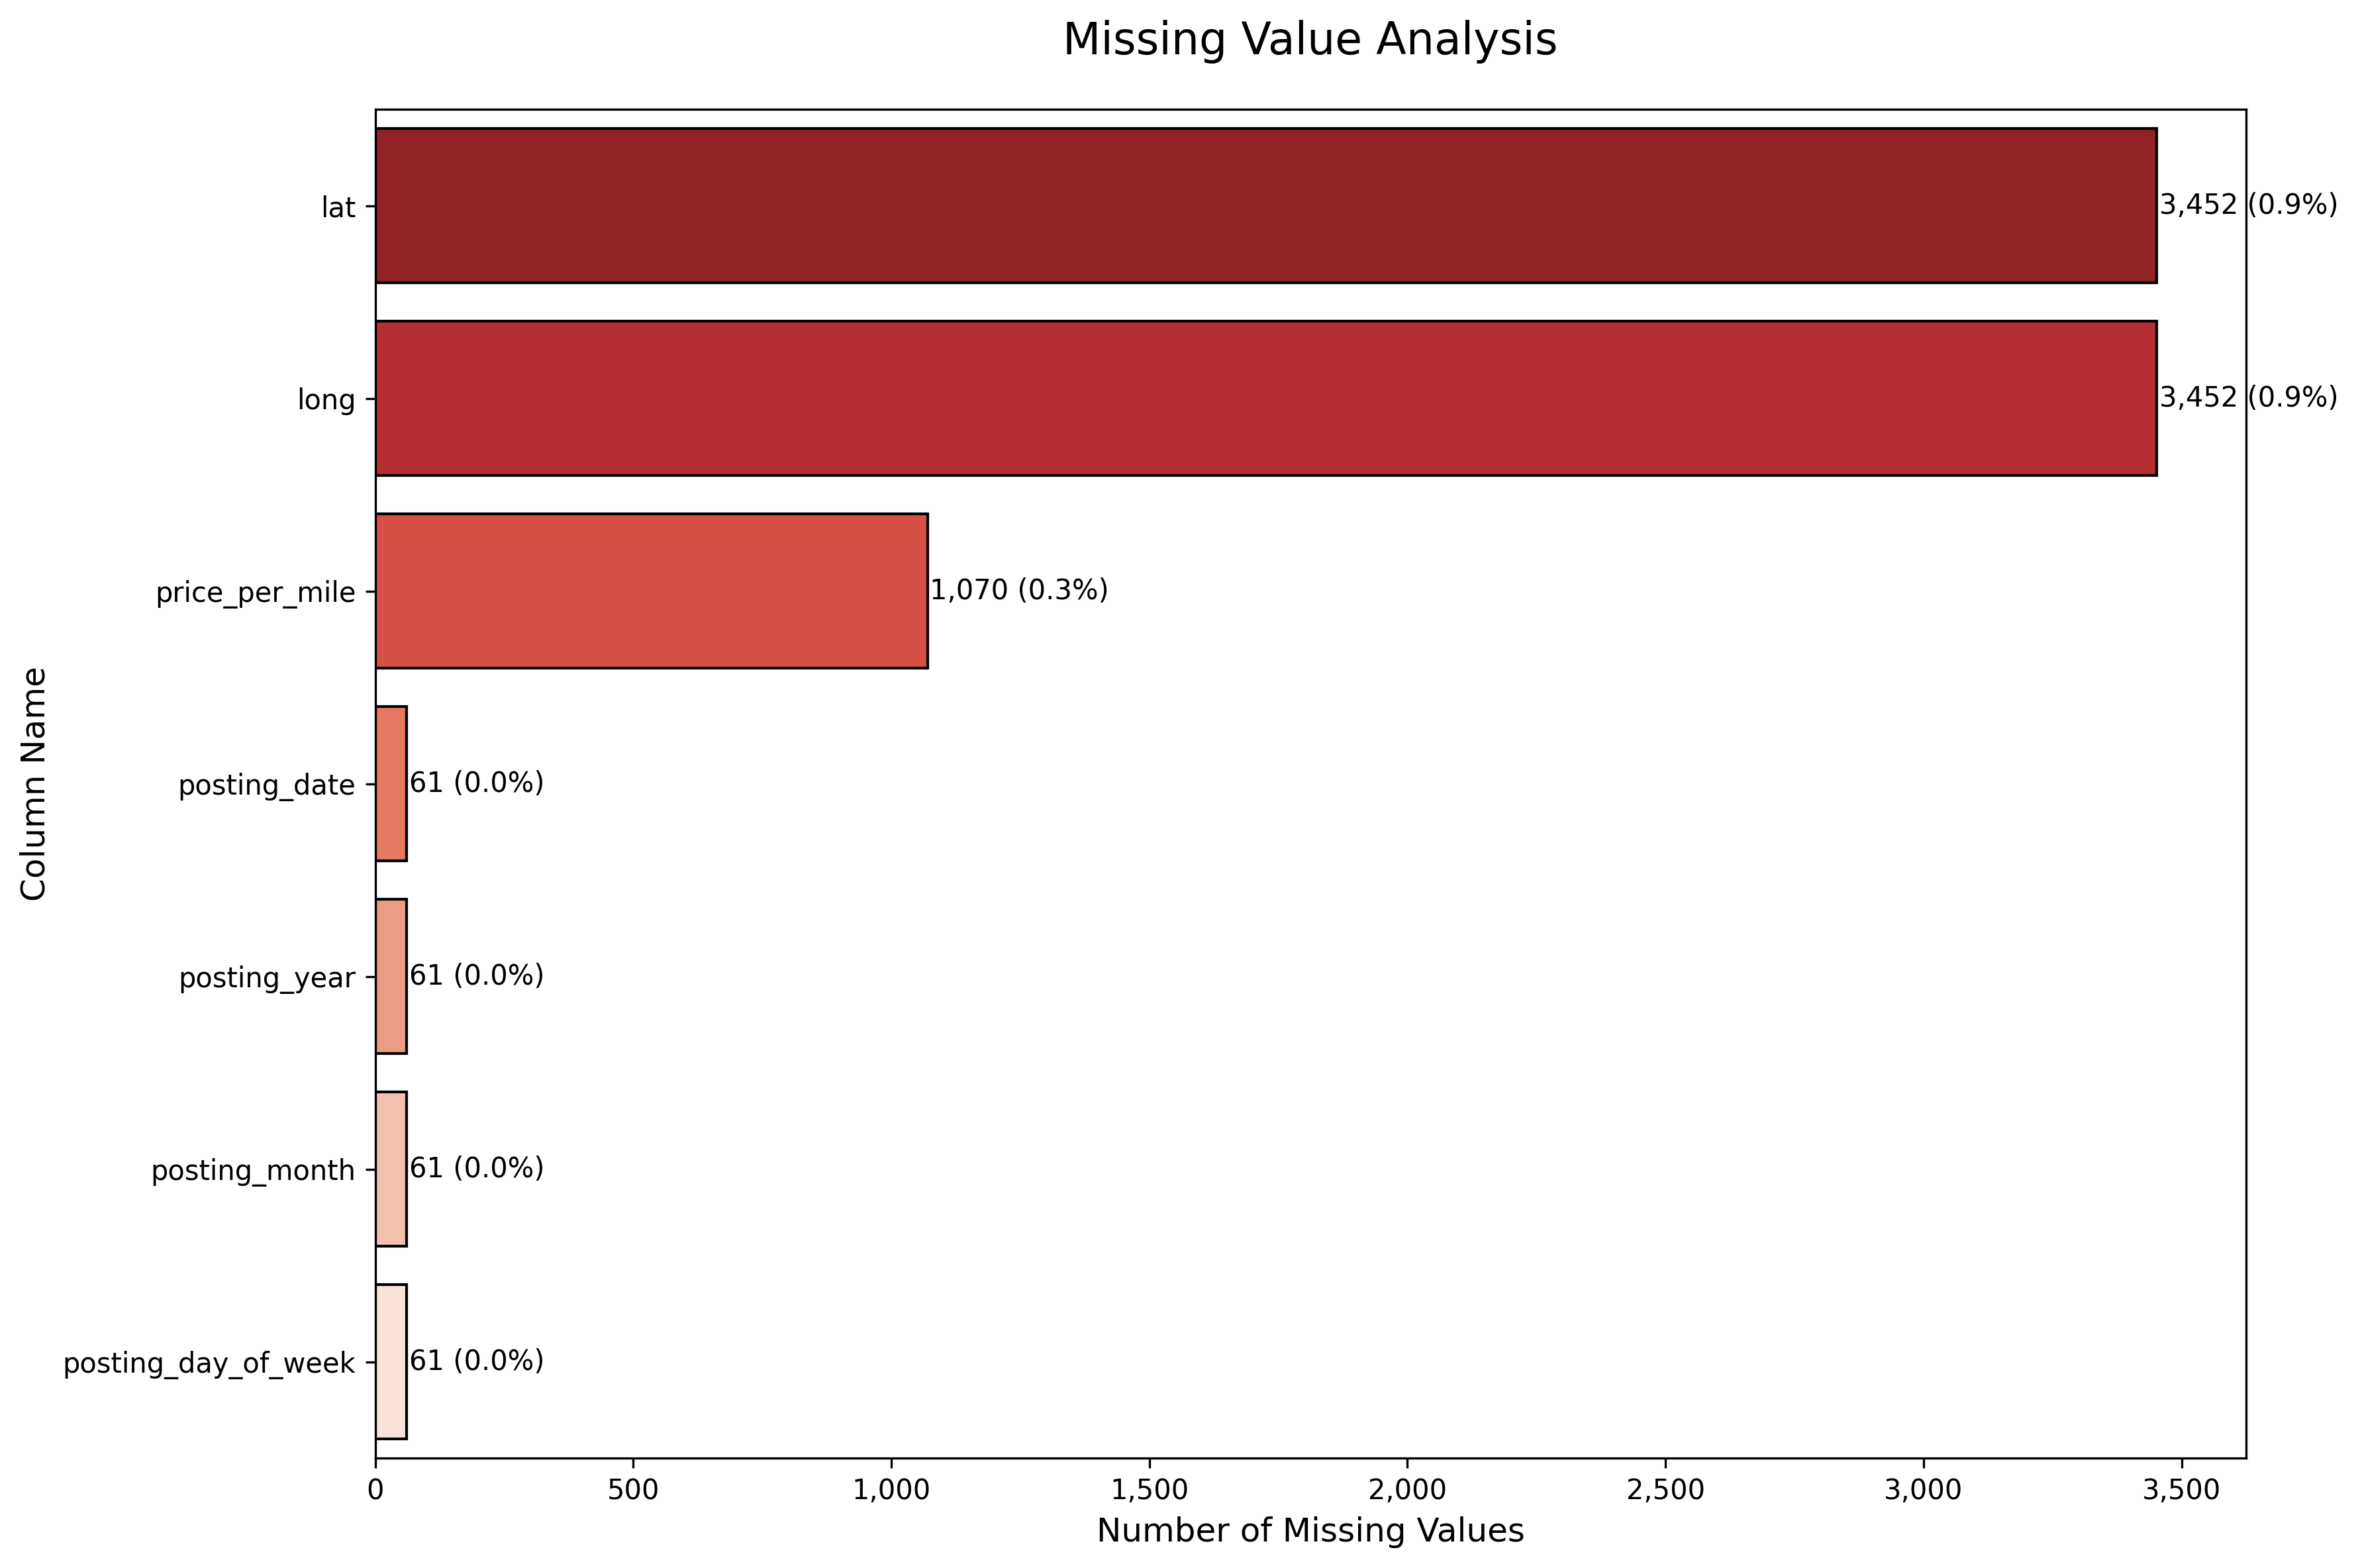 Missing Value Analysis
lat
3,452 (0.9%)
long
3,452 (0.9%)
price_per_mile
1,070 (0.3%)
posting_date
61 (0.0%)
posting_year
61 (0.0%)
posting_month
61 (0.0%)
posting_day_of_week
61 (0.0%)
Column Name
0 500 1,000 1,500 2,000 2,500 3,000 3,500
Number of Missing Values